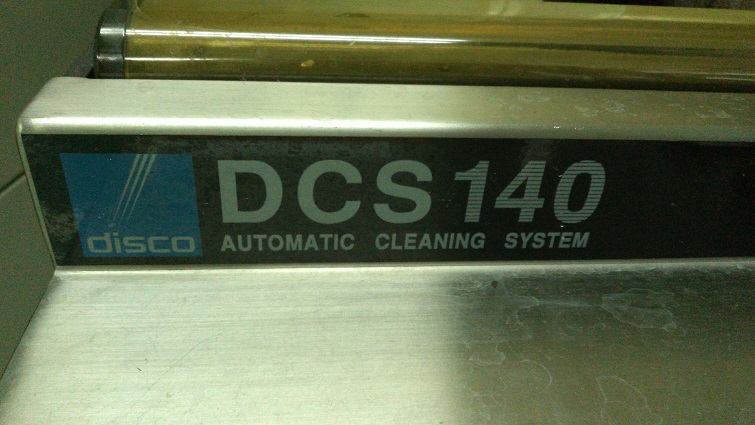 disco
DCS 140
AUTOMATIC CLEANING SYSTEM